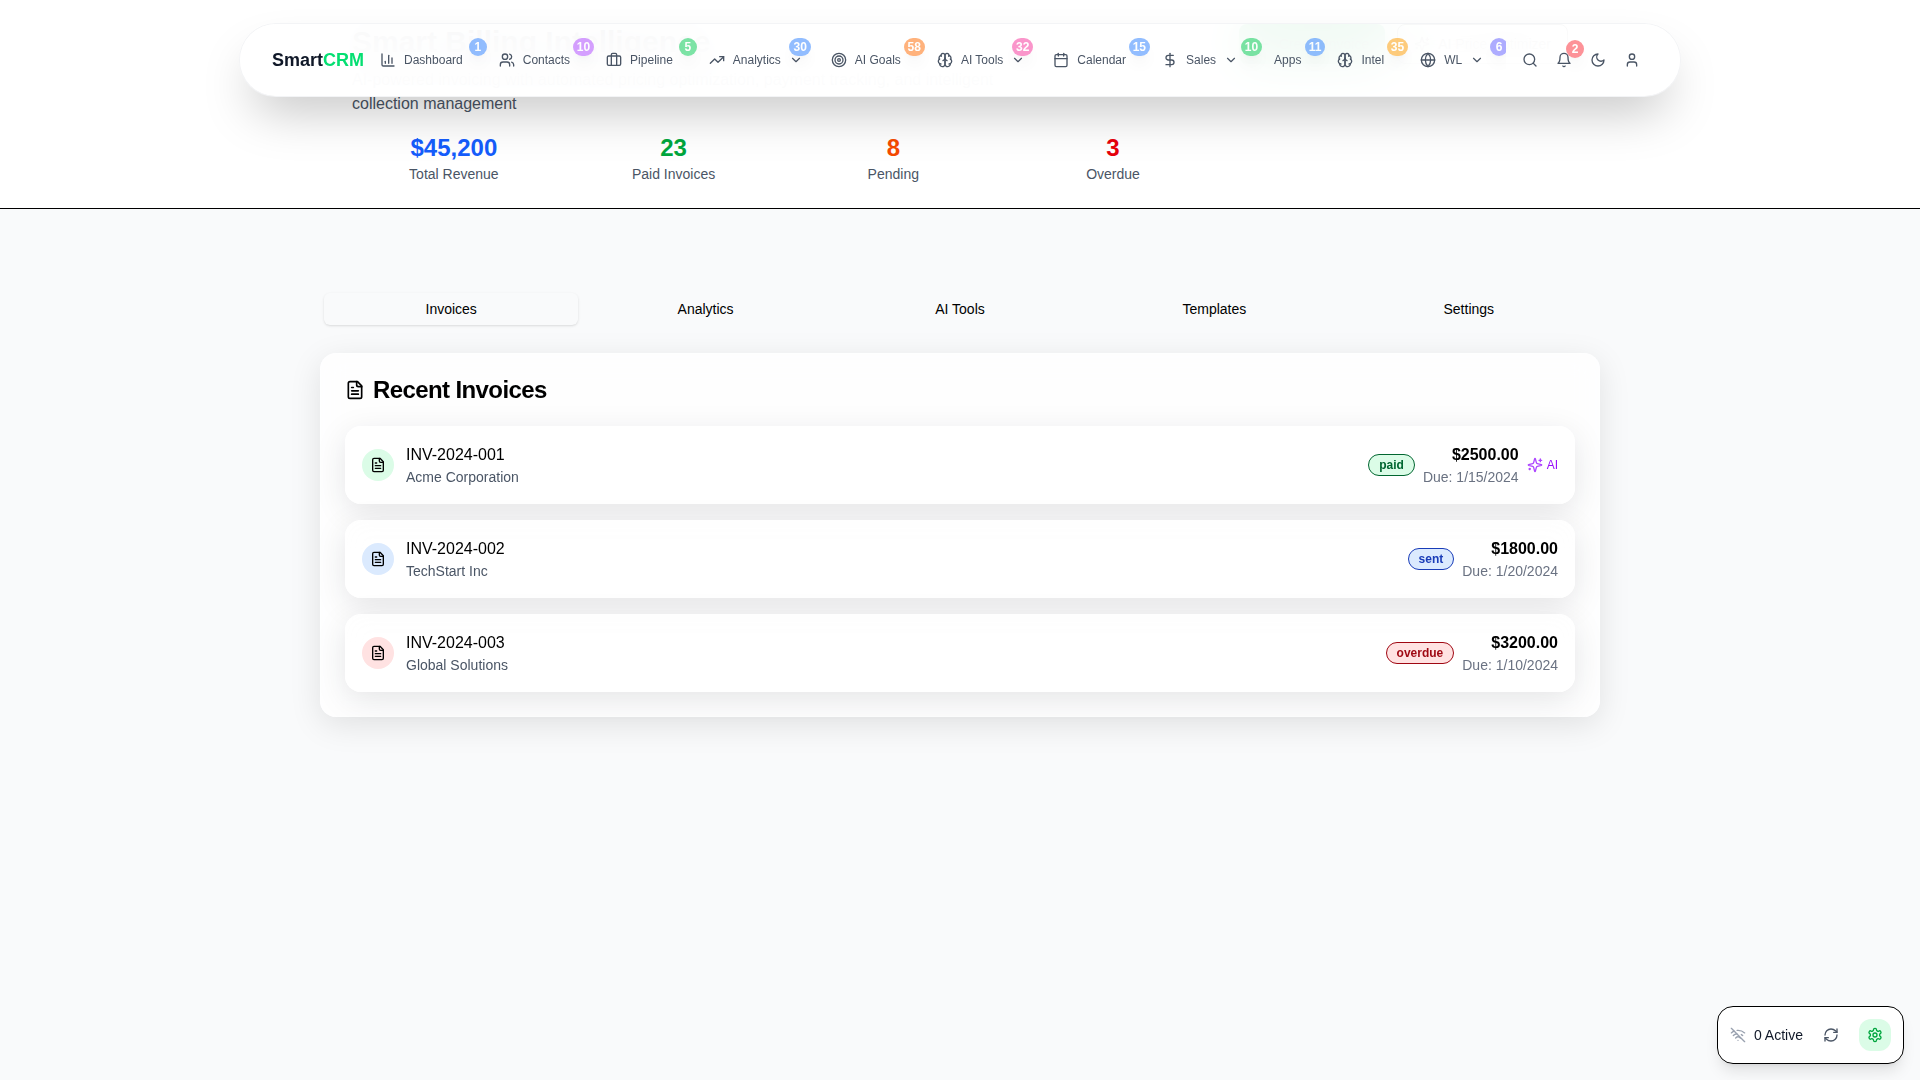 SmartCRM
Dashboard 1
Contacts 10
Pipeline 5
Analytics 30
AI Goals 58
AI Tools 32
Calendar 15
Sales 10
Apps 11
Intel 35
WL 6
2
Smart Billing Intelligence
collection management
$45,200
Total Revenue
23
Paid Invoices
8
Pending
3
Overdue
Invoices
Analytics
AI Tools
Templates
Settings
Recent Invoices
INV-2024-001
Acme Corporation
paid
$2500.00
Due: 1/15/2024
AI
INV-2024-002
TechStart Inc
sent
$1800.00
Due: 1/20/2024
INV-2024-003
Global Solutions
overdue
$3200.00
Due: 1/10/2024
0 Active